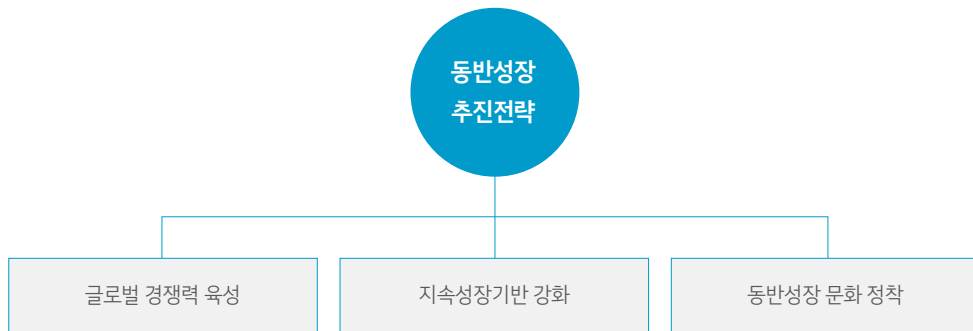 동반성장
추진전략
글로벌 경쟁력 육성
지속성장기반 강화
동반성장 문화 정착